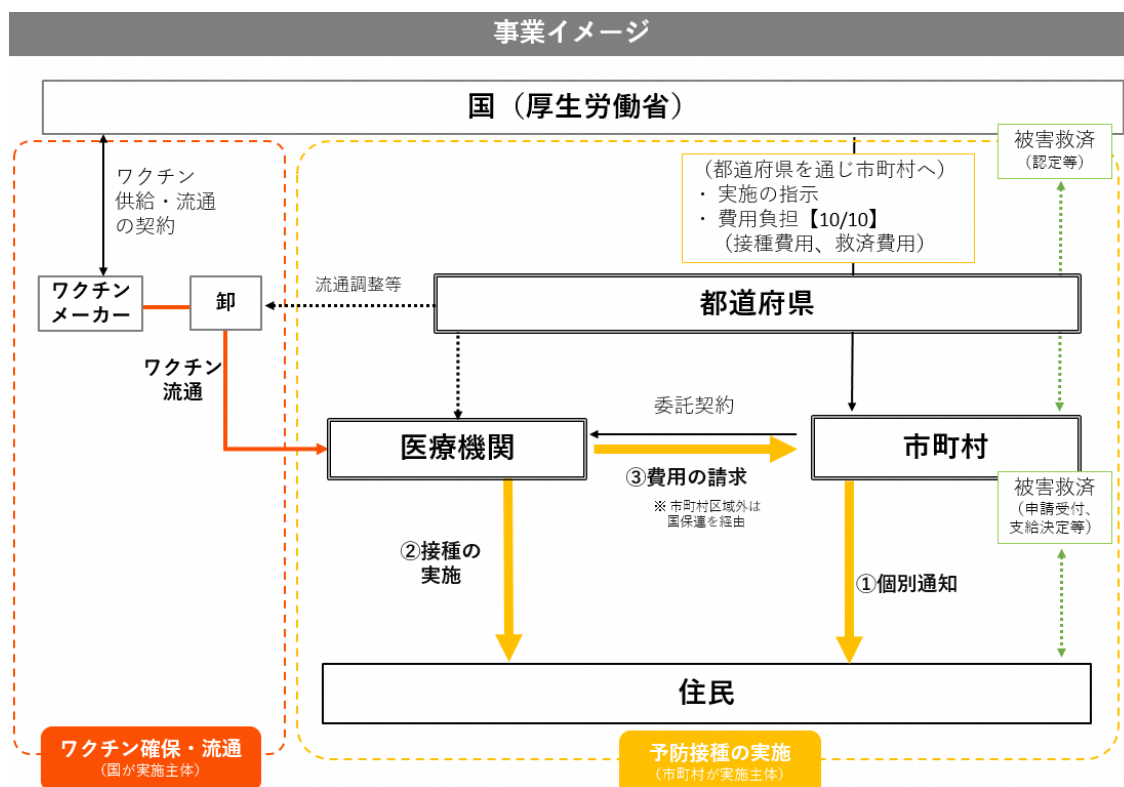 事業イメージ
国（厚生労働省）
被害救済
（認定等）
ワクチン
供給・流通
の契約
（都道府県を通じ市町村へ）
・ 実施の指示
・ 費用負担【10/10】
（接種費用、救済費用）
ワクチン
メーカー
卸
流通調整等
都道府県
ワクチン
流通
委託契約
医療機関
市町村
③費用の請求
※ 市町村区域外は
国保連を経由
被害救済
（申請受付、
支給決定等）
②接種の
実施
①個別通知
住民
ワクチン確保・流通
（国が実施主体）
予防接種の実施
（市町村が実施主体）